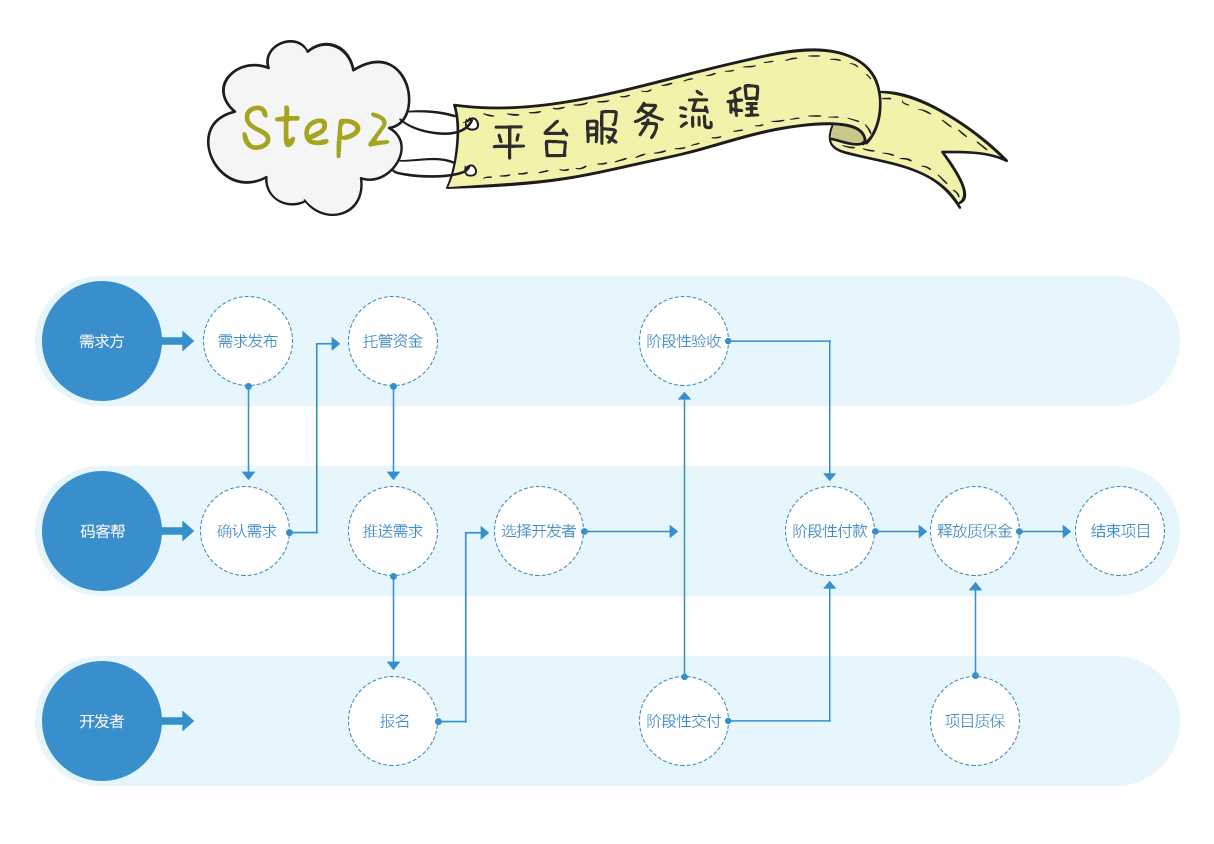 Step2
平台服务流程
需求方
需求发布
托管资金
阶段性验收
码客帮
确认需求
推送需求
选择开发者
阶段性付款
释放质保金
结束项目
开发者
报名
阶段性交付
项目质保